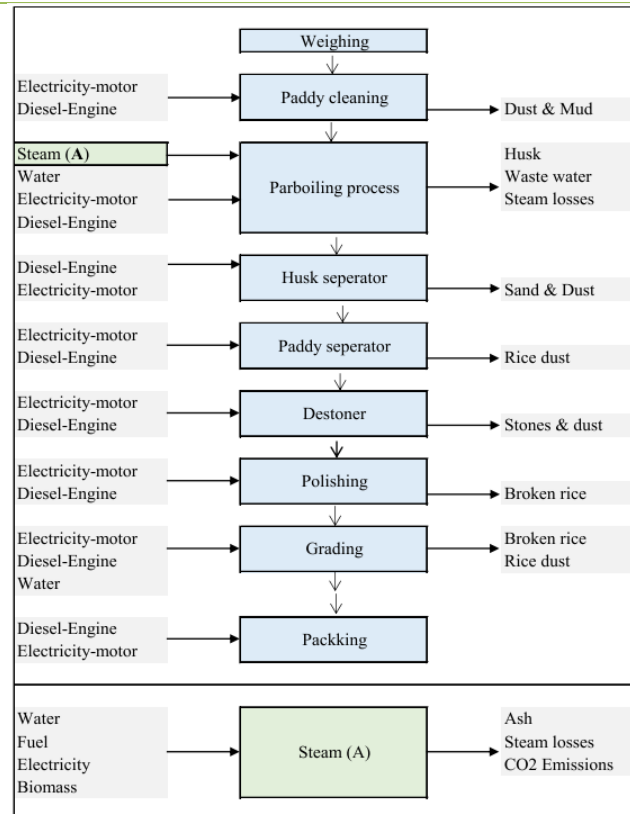 Weighing
Electricity-motor
Diesel-Engine
Paddy cleaning
Dust & Mud
Steam (A)
Water
Electricity-motor
Diesel-Engine
Parboiling process
Husk
Waste water
Steam losses
Diesel-Engine
Electricity-motor
Husk seperator
Sand & Dust
Electricity-motor
Diesel-Engine
Paddy seperator
Rice dust
Electricity-motor
Diesel-Engine
Destoner
Stones & dust
Electricity-motor
Diesel-Engine
Polishing
Broken rice
Electricity-motor
Diesel-Engine
Water
Grading
Broken rice
Rice dust
Diesel-Engine
Electricity-motor
Packking
Water
Fuel
Electricity
Biomass
Steam (A)
Ash
Steam losses
CO2 Emissions